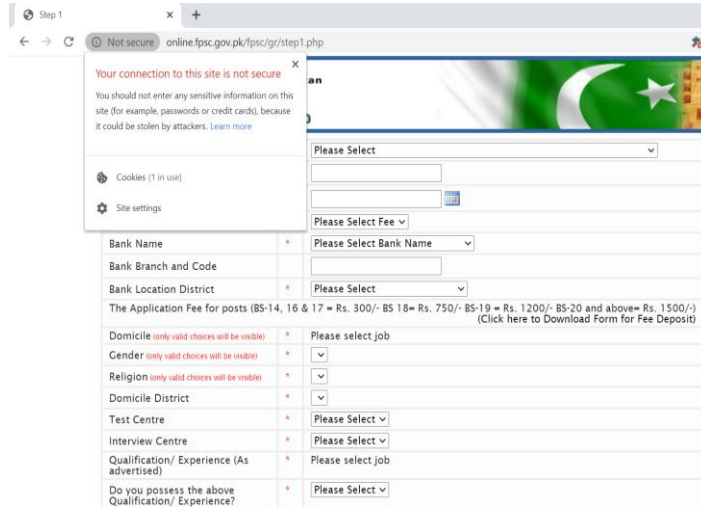 Step 1
Not secure online.fpsc.gov.pk/fpsc/gr/step1.php
Your connection to this site is not secure
You should not enter any sensitive information on this
site (for example, passwords or credit cards), because
it could be stolen by attackers. Learn more
Cookies (1 in use)
Site settings
an
Please Select
Please Select Fee
Bank Name * Please Select Bank Name
Bank Branch and Code
Bank Location District * Please Select
The Application Fee for posts (BS-14, 16 & 17 = Rs. 300/- BS 18= Rs. 750/- BS-19 = Rs. 1200/- BS-20 and above= Rs. 1500/-)
(Click here to Download Form for Fee Deposit)
Domicile (only valid choices will be visible) * Please select job
Gender (only valid choices will be visible) *
Religion (only valid choices will be visible) *
Domicile District *
Test Centre * Please Select
Interview Centre * Please Select
Qualification/ Experience (As
advertised) * Please select job
Do you possess the above
Qualification/ Experience? * Please Select